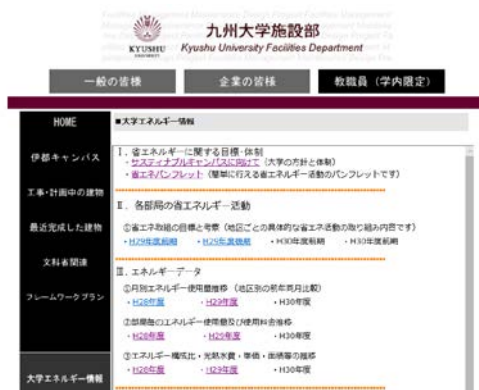 九州大学施設部
KYUSHU
UNIVERSITY
Kyushu University Facilities Department
一般の皆様
企業の皆様
教職員（学内限定）
HOME
伊都キャンパス
工事・計画中の建物
最近完成した建物
文科省関連
フレームワークプラン
大学エネルギー情報
■大学エネルギー情報
Ⅰ．省エネルギーに関する目標・体制
・サスティナブルキャンパスに向けて（大学の方針と体制）
・省エネパンフレット（簡単に行える省エネルギー活動のパンフレットです）
Ⅱ．各部局の省エネルギー活動
①省エネ取組の目標と考察（地区ごとの具体的な省エネ活動の取り組み内容です）
・H29年度前期 ・H29年度後期 ・H30年度前期 ・H30年度前期
Ⅲ．エネルギーデータ
①月別エネルギー使用量推移（地区別の前年同月比較）
・H28年度 ・H29年度 ・H30年度
②部局毎のエネルギー使用量及び使用料金推移
・H28年度 ・H29年度 ・H30年度
③エネルギー構成比・光熱水費・単価・面積等の推移
・H28年度 ・H29年度 ・H30年度